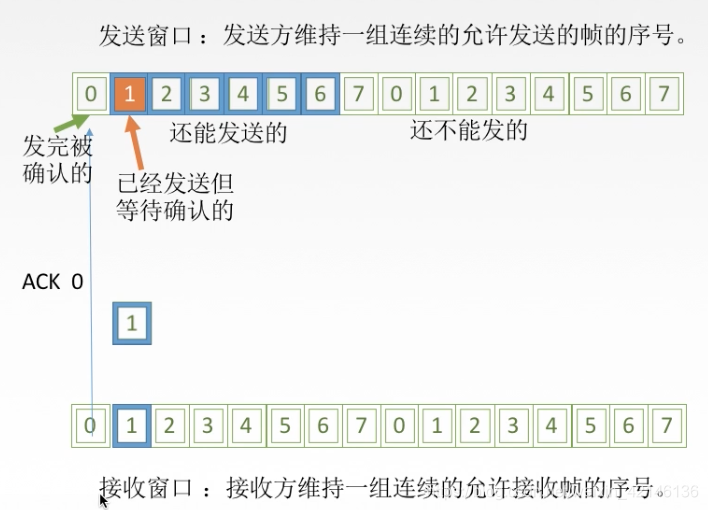 发送窗口：发送方维持一组连续的允许发送的帧的序号。
0 1 2 3 4 5 6 7 0 1 2 3 4 5 6 7
还能发送的 还不能发的
发完被
确认的
已经发送但
等待确认的
ACK 0
1
0 1 2 3 4 5 6 7 0 1 2 3 4 5 6 7
接收窗口：接收方维持一组连续的允许接收帧的序号。